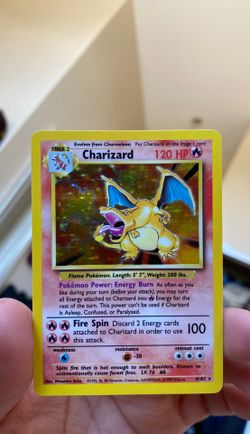 Evolves from Charmeleon Put Charizard on the Stage 1 card
STAGE 2
Charizard 120 HP
Flame Pokémon. Length: 5' 7", Weight: 200 lbs.
Pokémon Power: Energy Burn As often as you
like during your turn (before your attack), you may turn
all Energy attached to Charizard into for the rest of
the turn. This power can't be used if Charizard is
Asleep, Confused, or Paralyzed.
Fire Spin Discard 2 Energy cards
attached to Charizard in order to use
this attack.
100
weakness resistance retreat cost
-30
Spits fire that is hot enough to melt boulders. Known to
unintentionally cause forest fires. LV. 76 #6
4/102